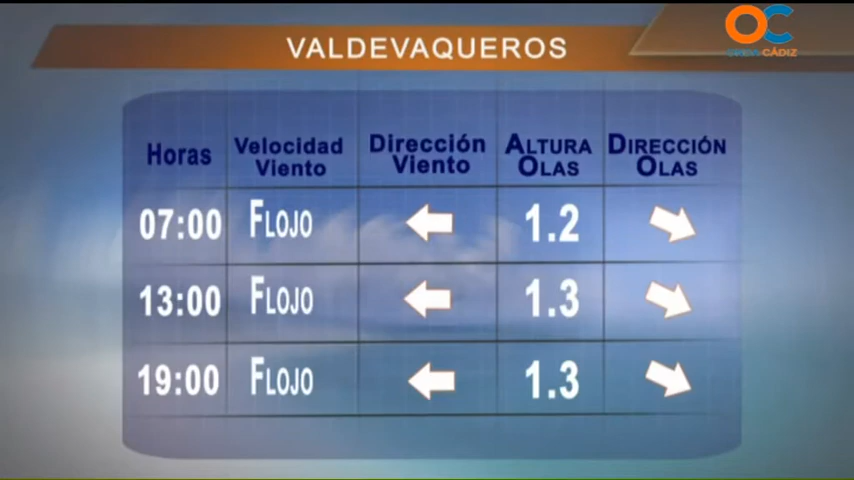 OC
ONDA CÁDIZ
VALDEVAQUEROS
Horas Velocidad Viento Dirección Viento ALTURA OLAS DIRECCIÓN OLAS
07:00 FLOJO 1.2
13:00 FLOJO 1.3
19:00 FLOJO 1.3